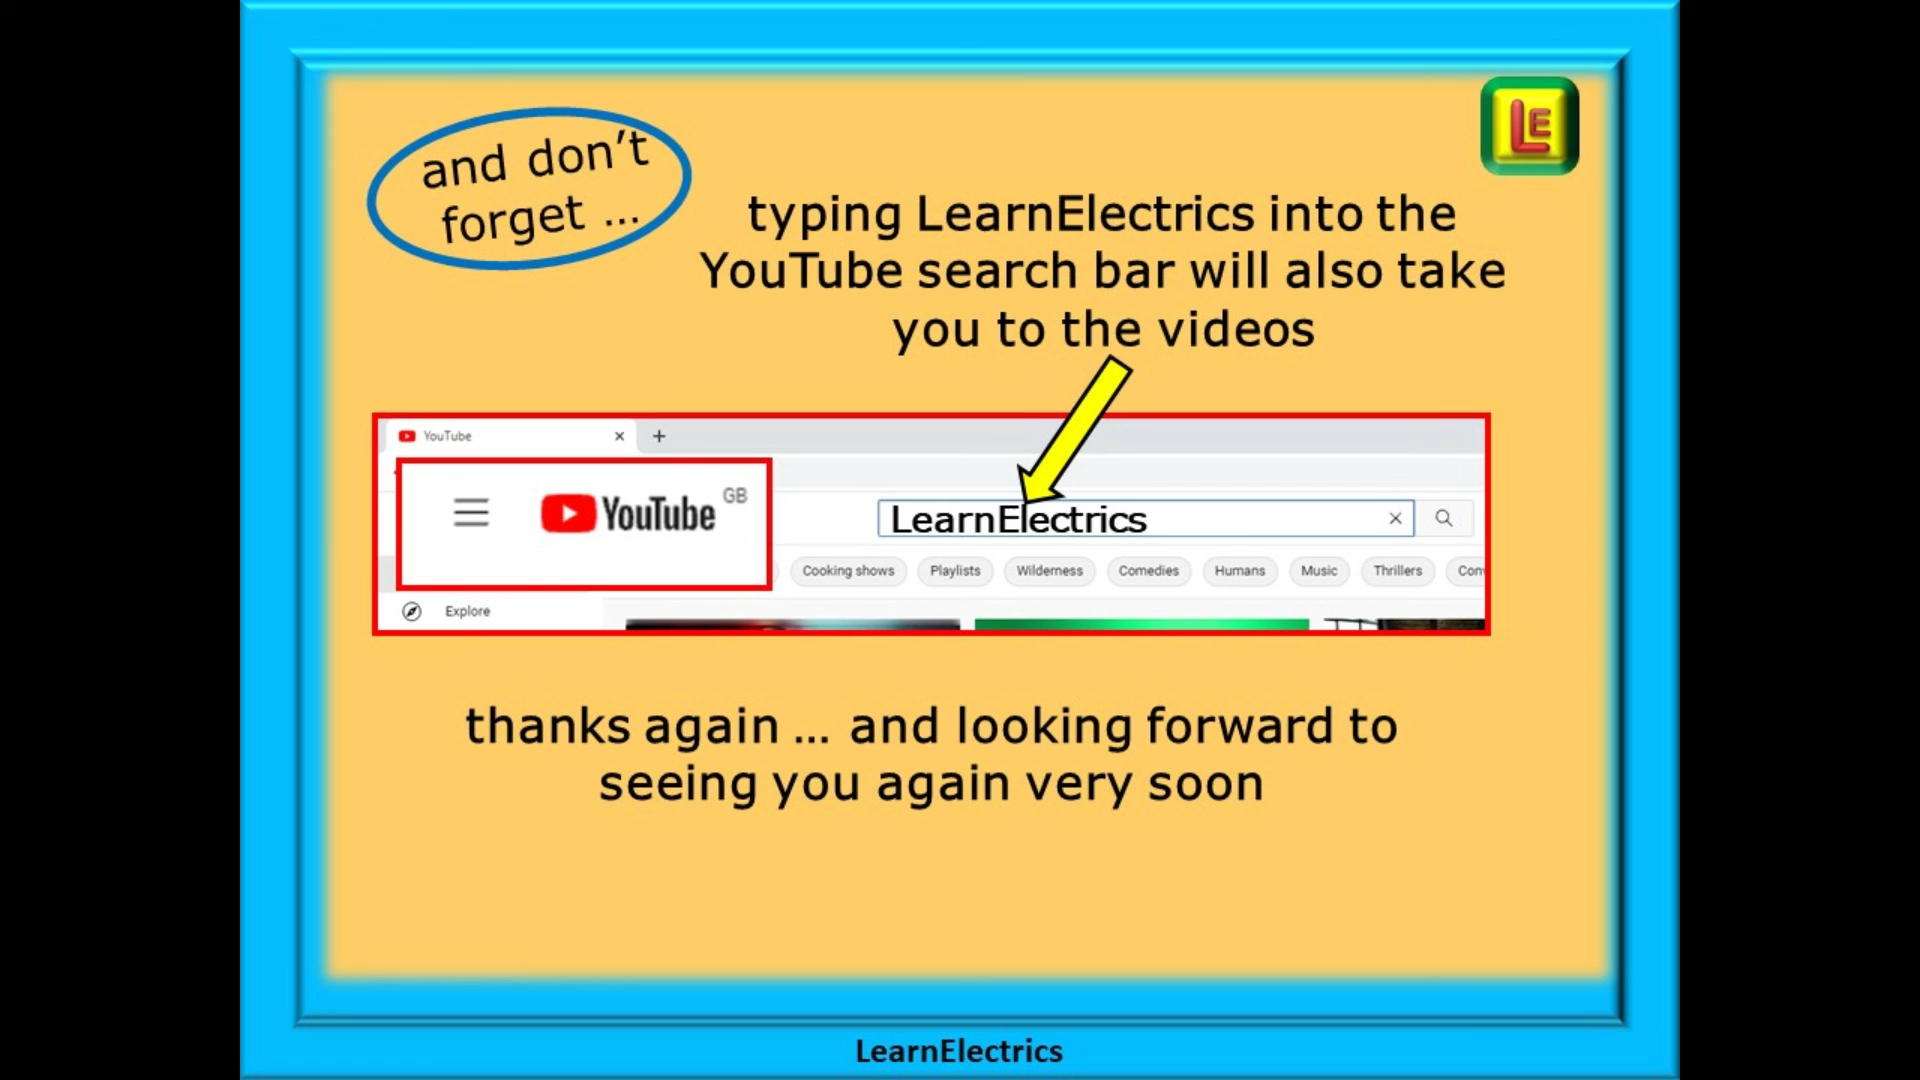 and don't
forget ...
LE
typing LearnElectrics into the
YouTube search bar will also take
you to the videos
YouTube
YouTube GB
LearnElectrics
Cooking shows Playlists Wilderness Comedies Humans Music Thrillers
Explore
thanks again ... and looking forward to
seeing you again very soon
LearnElectrics